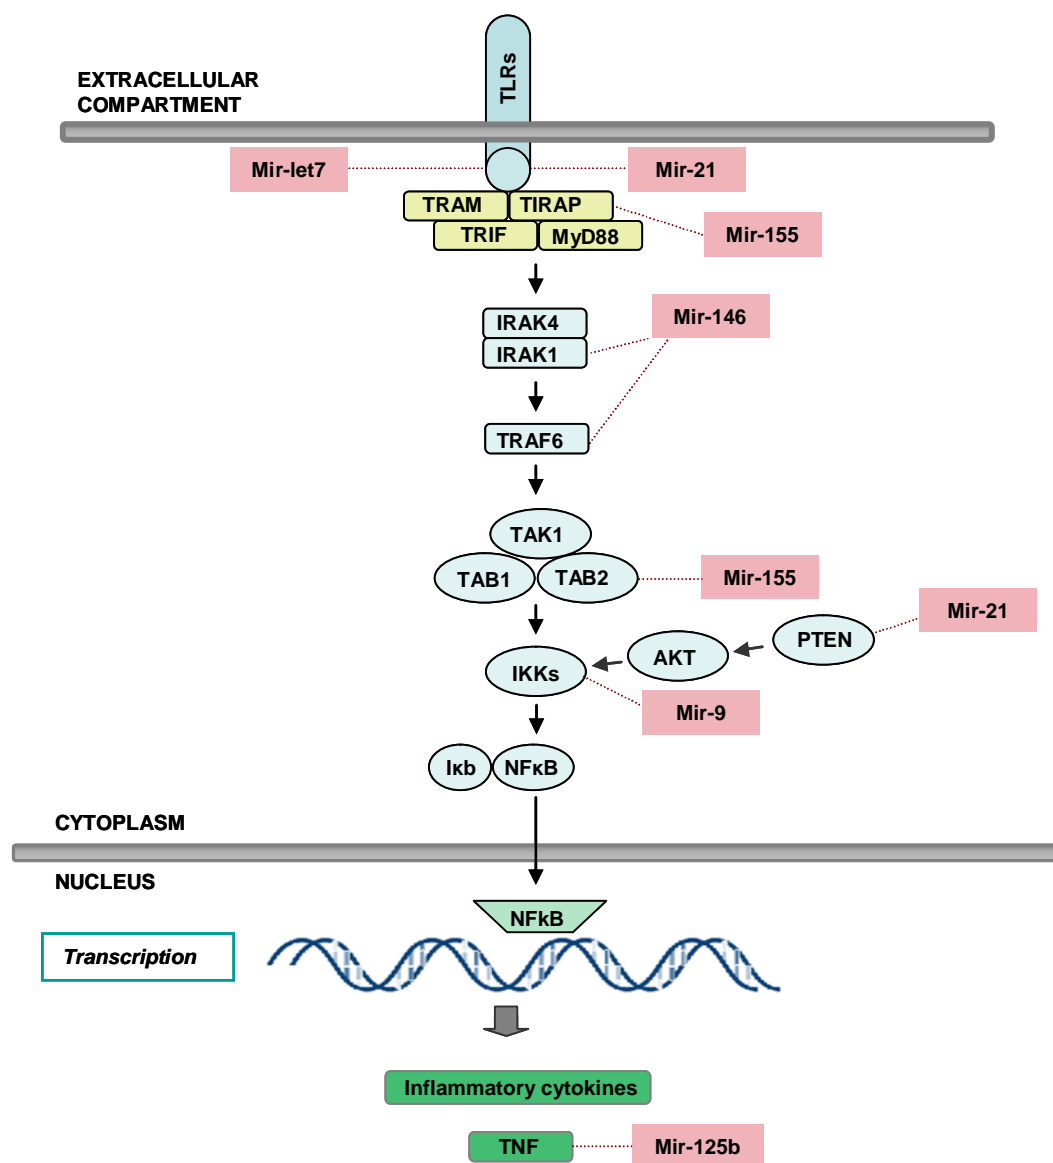 TLRs
EXTRACELLULAR
COMPARTMENT
Mir-let7
Mir-21
TRAM
TIRAP
TRIF
MyD88
Mir-155
IRAK4
IRAK1
Mir-146
TRAF6
TAK1
TAB1
TAB2
Mir-155
Mir-21
PTEN
AKT
IKKs
Mir-9
Iκb
NFκB
CYTOPLASM
NUCLEUS
NFkB
Transcription
Inflammatory cytokines
TNF
Mir-125b